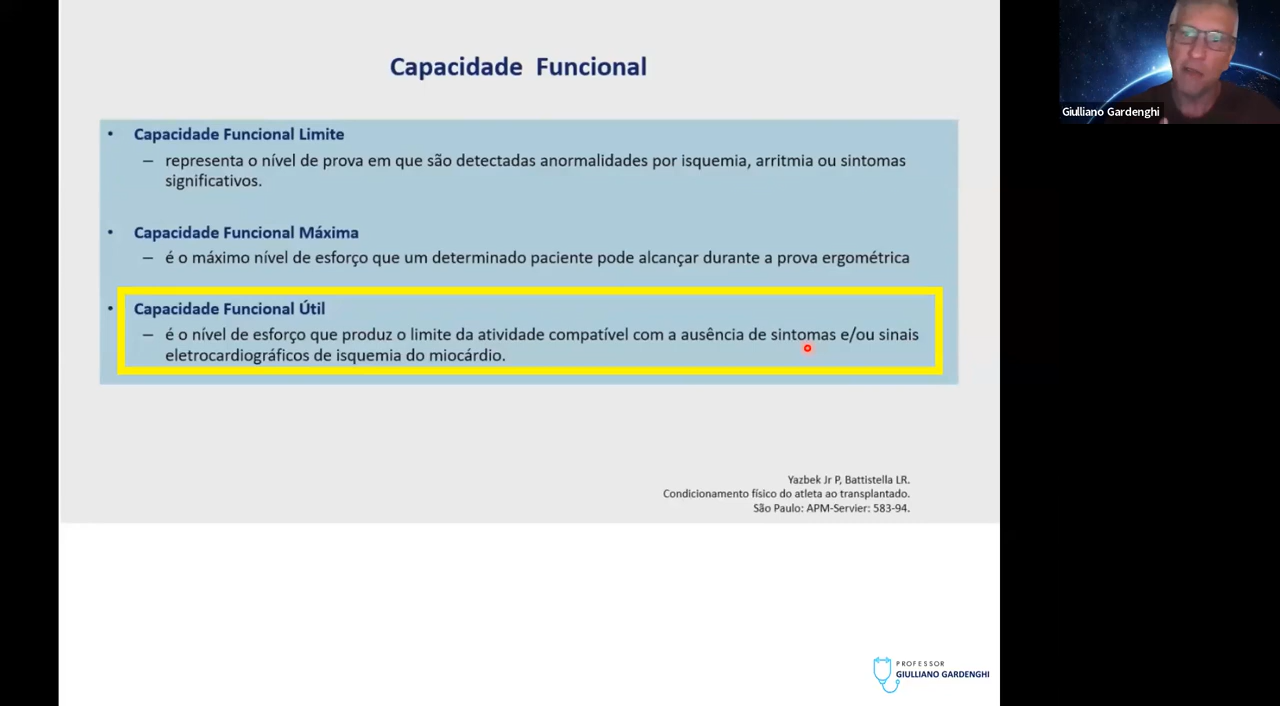 Capacidade Funcional
• Capacidade Funcional Limite
– representa o nível de prova em que são detectadas anormalidades por isquemia, arritmia ou sintomas
significativos.
• Capacidade Funcional Máxima
– é o máximo nível de esforço que um determinado paciente pode alcançar durante a prova ergométrica
• Capacidade Funcional Útil
– é o nível de esforço que produz o limite da atividade compatível com a ausência de sintomas e/ou sinais
eletrocardiográficos de isquemia do miocárdio.
Yazbek Jr P, Battistella LR.
Condicionamento físico do atleta ao transplantado.
São Paulo: APM-Servier: 583-94.
PROFESSOR
GIULLIANO GARDENGHI
Giulliano Gardenghi